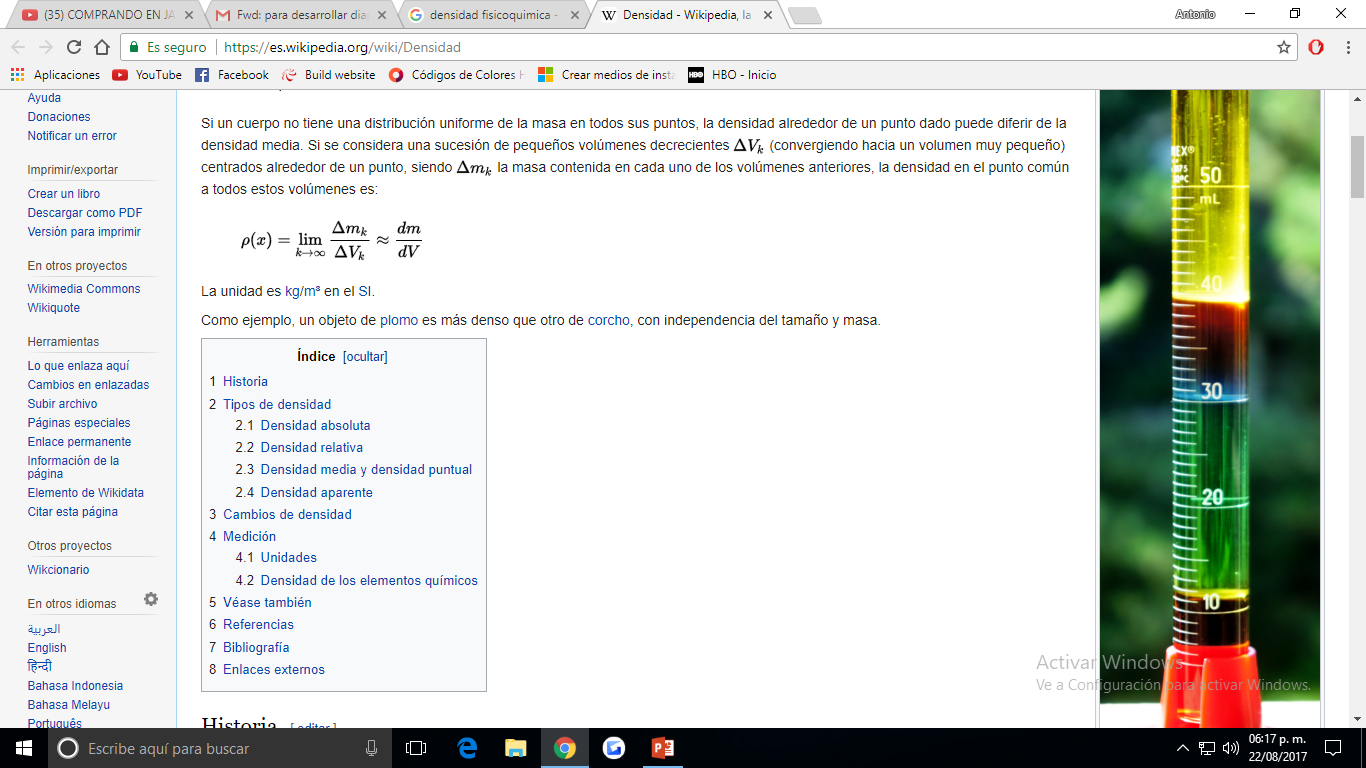 (35) COMPRANDO EN JA
Fwd: para desarrollar dia
densidad fisicoquimica -
Densidad - Wikipedia, la
Antonio
Es seguro
https://es.wikipedia.org/wiki/Densidad
Aplicaciones
YouTube
Facebook
Build website
Códigos de Colores H
Crear medios de insta
HBO - Inicio
Ayuda
Donaciones
Notificar un error
Imprimir/exportar
Crear un libro
Descargar como PDF
Versión para imprimir
En otros proyectos
Wikimedia Commons
Wikiquote
Herramientas
Lo que enlaza aquí
Cambios en enlazadas
Subir archivo
Páginas especiales
Enlace permanente
Información de la
página
Elemento de Wikidata
Citar esta página
Otros proyectos
Wikcionario
En otros idiomas
العربية
English
हिन्दी
Bahasa Indonesia
Bahasa Melayu
Português
Si un cuerpo no tiene una distribución uniforme de la masa en todos sus puntos, la densidad alrededor de un punto dado puede diferir de la
densidad media. Si se considera una sucesión de pequeños volúmenes decrecientes ΔVₖ (convergiendo hacia un volumen muy pequeño)
centrados alrededor de un punto, siendo Δmₖ la masa contenida en cada uno de los volúmenes anteriores, la densidad en el punto común
a todos estos volúmenes es:
ρ(x) = lim k→∞ Δmₖ/ΔVₖ ≈ dm/dV
La unidad es kg/m³ en el SI.
Como ejemplo, un objeto de plomo es más denso que otro de corcho, con independencia del tamaño y masa.
Índice [ocultar]
1 Historia
2 Tipos de densidad
2.1 Densidad absoluta
2.2 Densidad relativa
2.3 Densidad media y densidad puntual
2.4 Densidad aparente
3 Cambios de densidad
4 Medición
4.1 Unidades
4.2 Densidad de los elementos químicos
5 Véase también
6 Referencias
7 Bibliografía
8 Enlaces externos
Historia [ editar ]
50
mL
40
30
20
10
Activar Windows
Ve a Configuración para activar Windows.
Escribe aquí para buscar
06:17 p. m.
22/08/2017